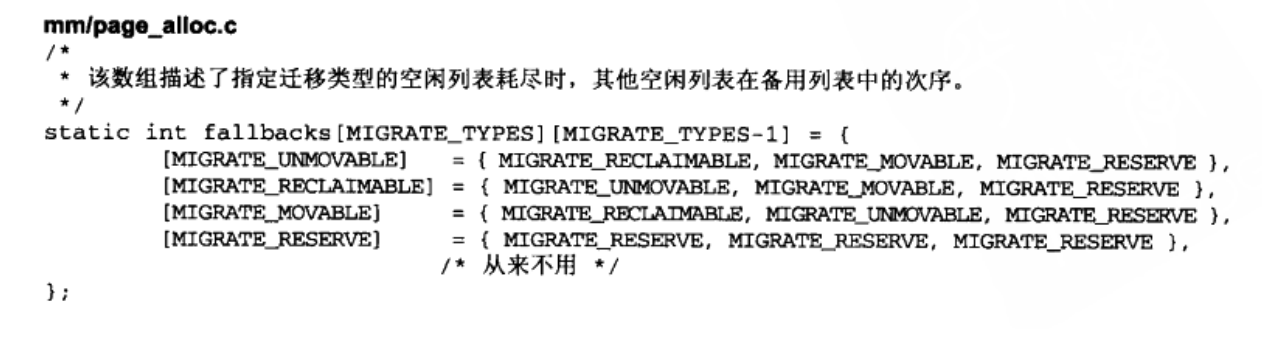 mm/page_alloc.c
/*
 * 该数组描述了指定迁移类型的空闲列表耗尽时，其他空闲列表在备用列表中的次序。
 */
static int fallbacks[MIGRATE_TYPES][MIGRATE_TYPES-1] = {
        [MIGRATE_UNMOVABLE]   = { MIGRATE_RECLAIMABLE, MIGRATE_MOVABLE, MIGRATE_RESERVE },
        [MIGRATE_RECLAIMABLE] = { MIGRATE_UNMOVABLE, MIGRATE_MOVABLE, MIGRATE_RESERVE },
        [MIGRATE_MOVABLE]     = { MIGRATE_RECLAIMABLE, MIGRATE_UNMOVABLE, MIGRATE_RESERVE },
        [MIGRATE_RESERVE]     = { MIGRATE_RESERVE, MIGRATE_RESERVE, MIGRATE_RESERVE },
                              /* 从来不用 */
};